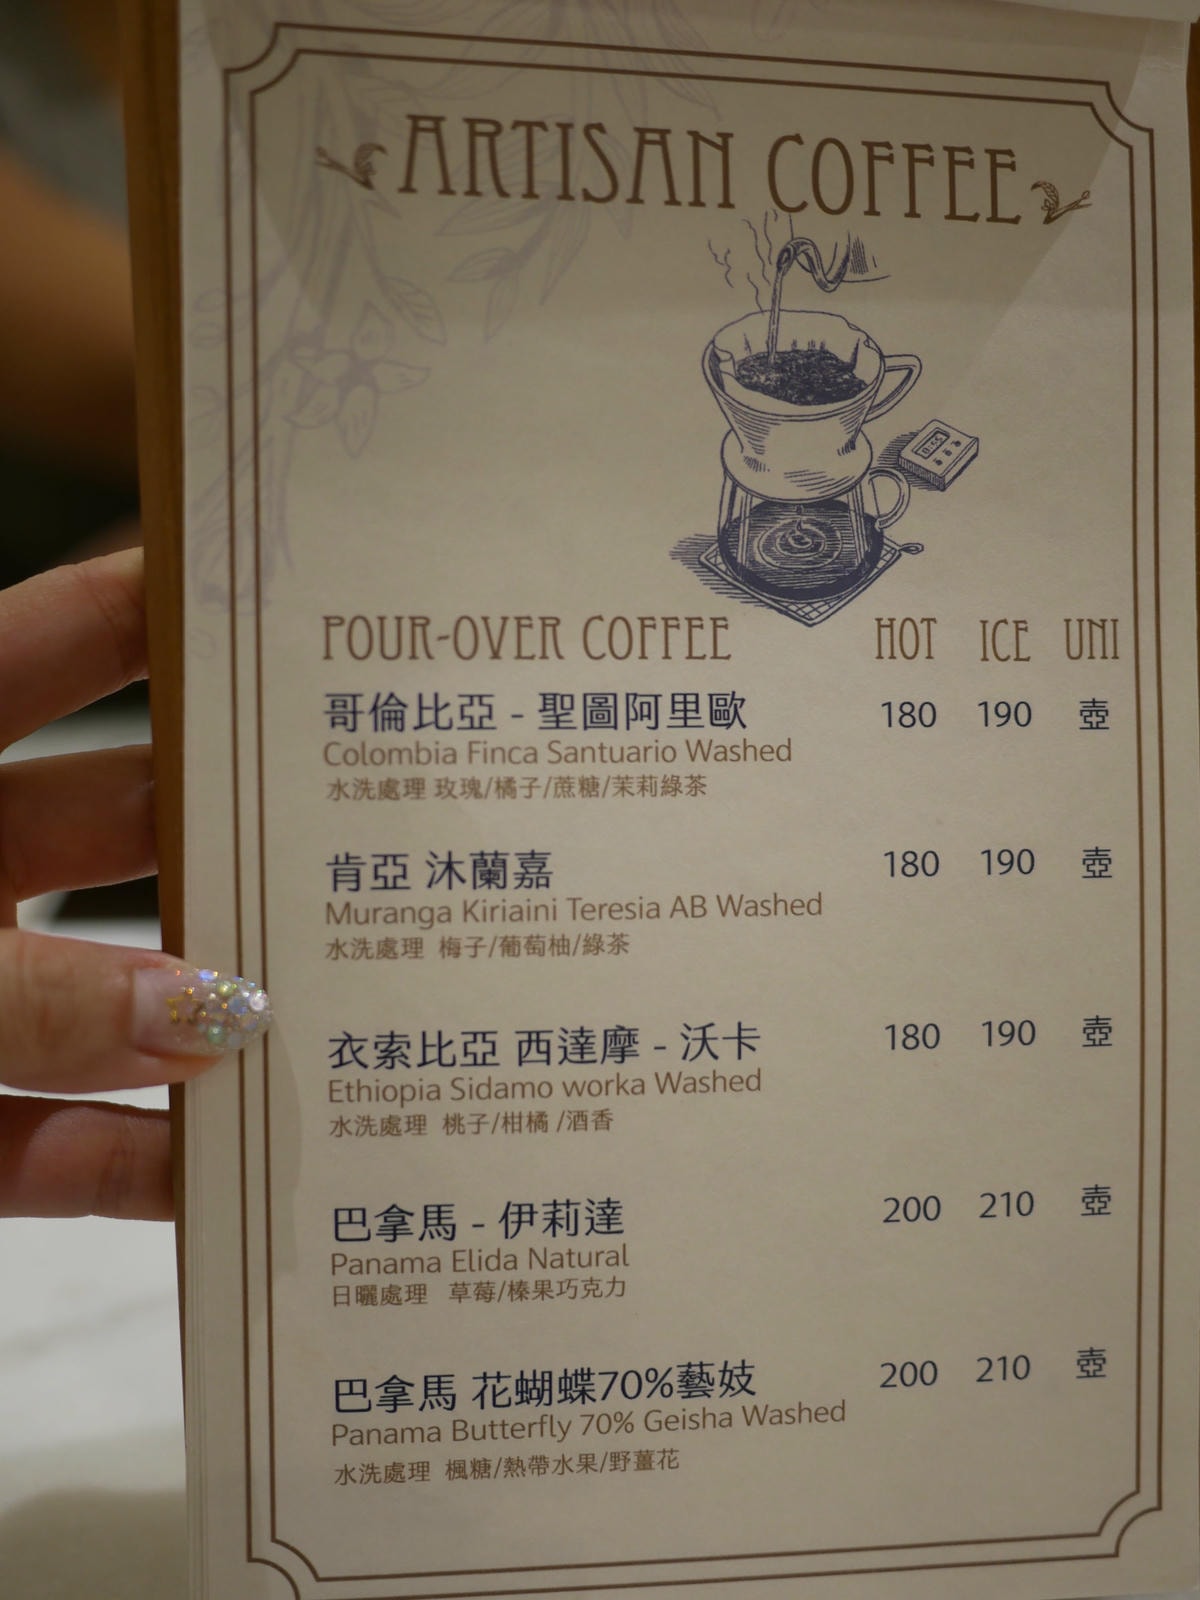 ARTISAN COFFEE
POUR-OVER COFFEE HOT ICE UNI
哥倫比亞 - 聖圖阿里歐 180 190 壺
Colombia Finca Santuario Washed
水洗處理 玫瑰/橘子/蔗糖/茉莉綠茶
肯亞 沐蘭嘉 180 190 壺
Muranga Kiriaini Teresia AB Washed
水洗處理 梅子/葡萄柚/綠茶
衣索比亞 西達摩 - 沃卡 180 190 壺
Ethiopia Sidamo worka Washed
水洗處理 桃子/柑橘 /酒香
巴拿馬 - 伊莉達 200 210 壺
Panama Elida Natural
日曬處理 草莓/榛果巧克力
巴拿馬 花蝴蝶70%藝妓 200 210 壺
Panama Butterfly 70% Geisha Washed
水洗處理 楓糖/熱帶水果/野薑花